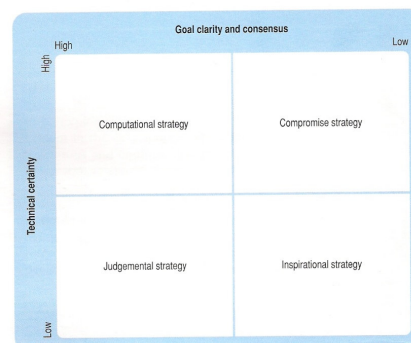 Goal clarity and consensus
High Low
High
Technical certainty
Low
Computational strategy Compromise strategy
Judgemental strategy Inspirational strategy